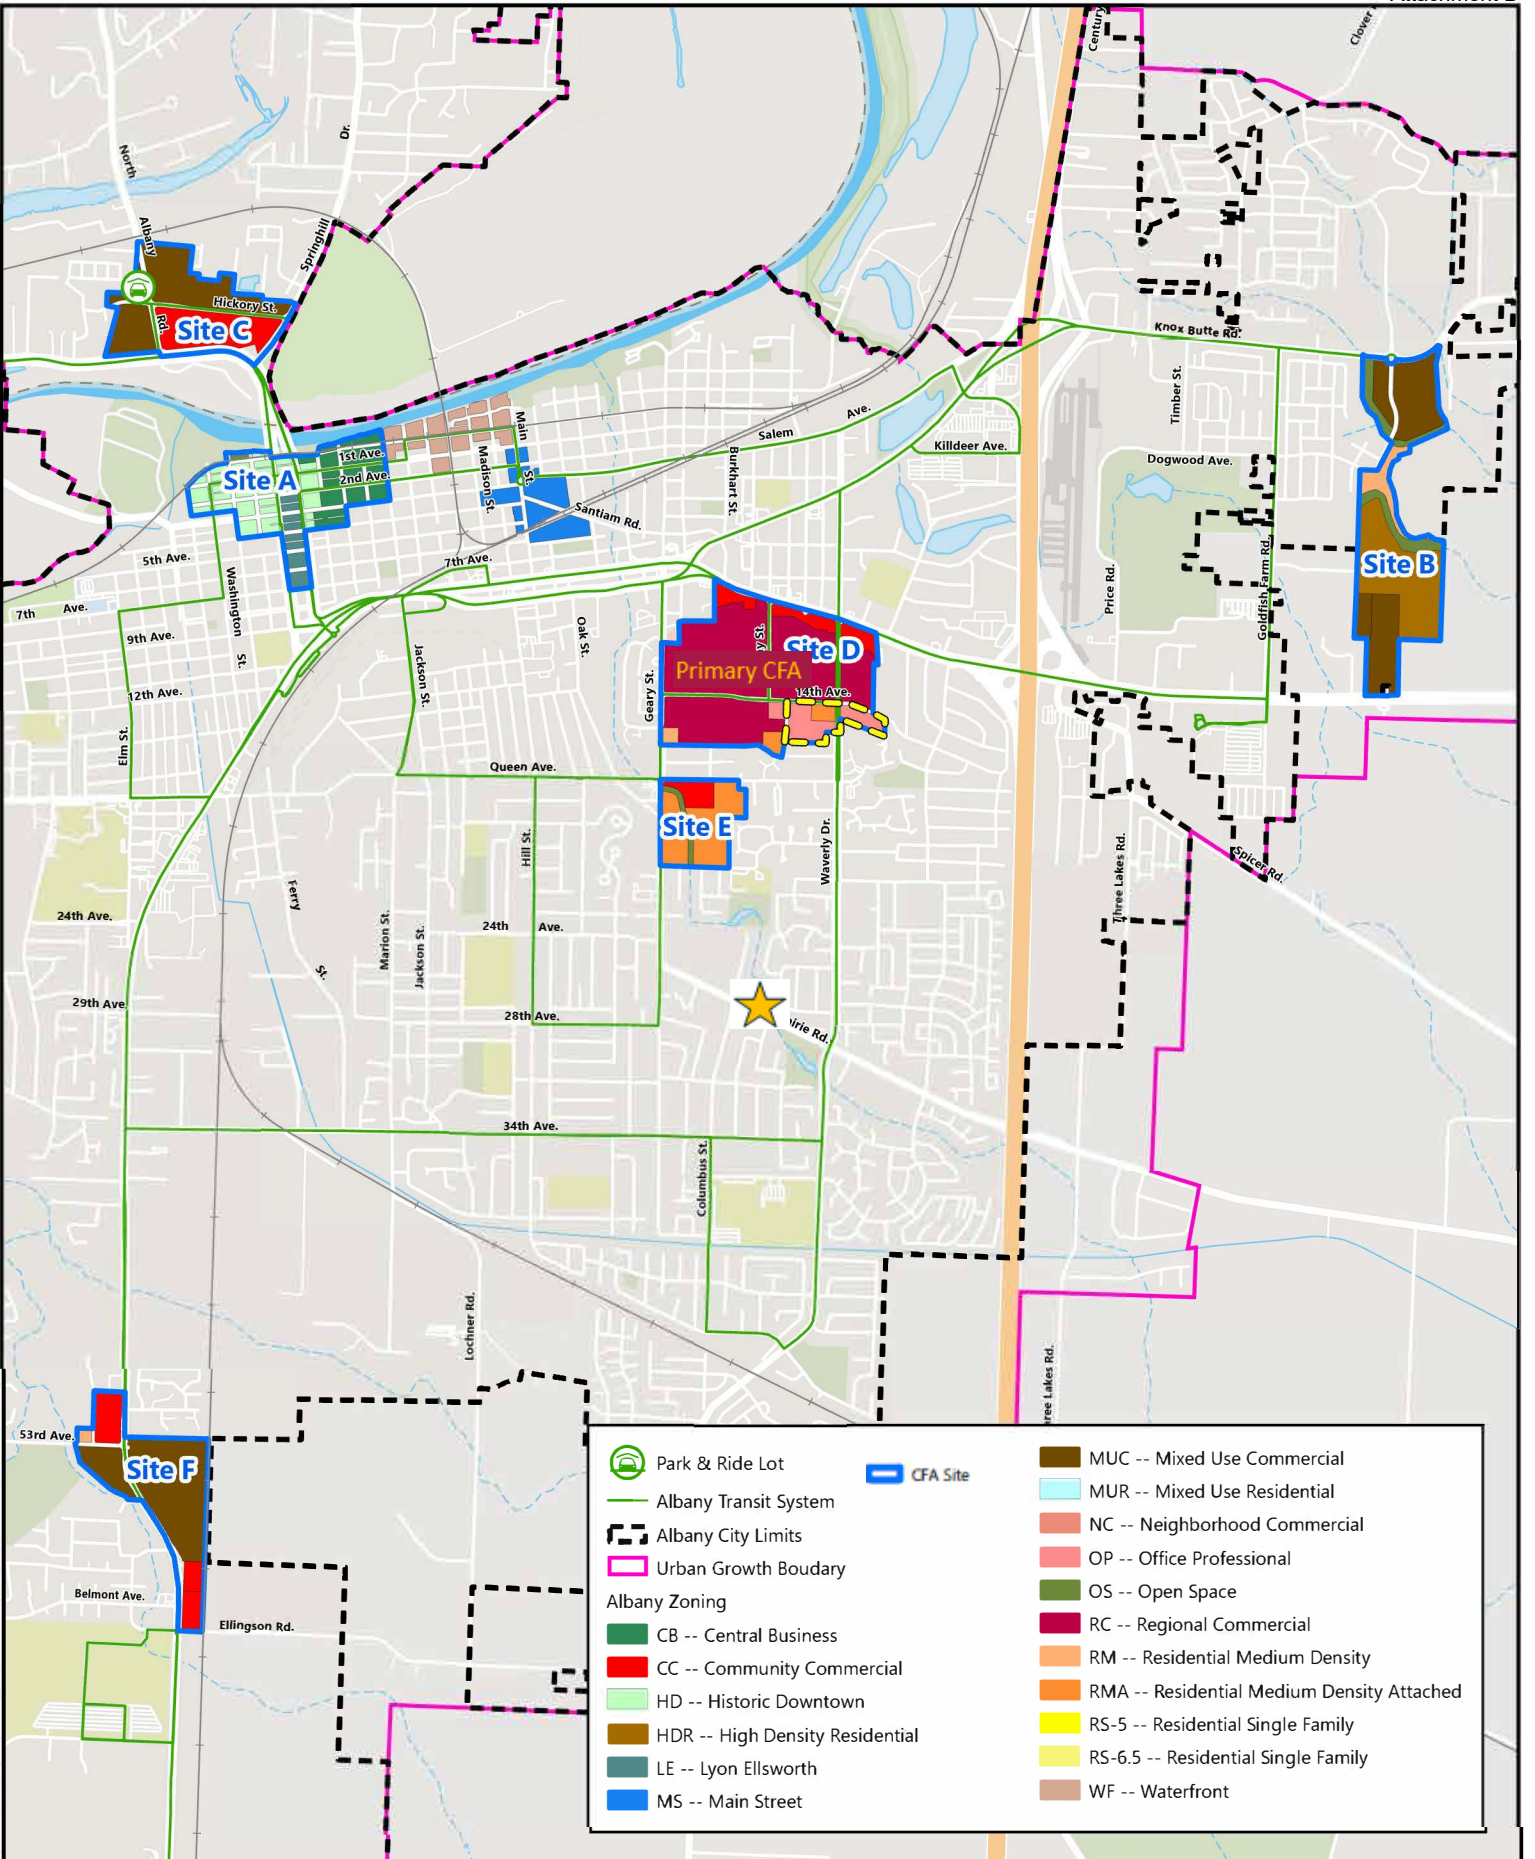 Century
Clover
North
Dr.
Albany
Springhill
Hickory St.
Rd.
Site C
Knox Butte Rd.
Timber St.
Main
St.
Ave.
Salem
Killdeer Ave.
1st Ave.
2nd Ave.
Site A
Madison St.
Burkhart St.
Dogwood Ave.
Santiam Rd.
5th Ave.
7th Ave.
Site B
Price Rd.
Goldfish Farm Rd.
7th Ave.
Washington
St.
9th Ave.
Oak St.
Jackson St.
Site D
Primary CFA
14th Ave.
Geary St.
12th Ave.
Elm St.
Queen Ave.
Site E
Hill St.
Waverly Dr.
Three Lakes Rd.
Spicer Rd.
Ferry
St.
24th Ave.
Marion St.
Jackson St.
24th Ave.
29th Ave.
28th Ave.
irie Rd.
34th Ave.
Columbus St.
Lochner Rd.
ree Lakes Rd.
53rd Ave.
Site F
Belmont Ave.
Ellingson Rd.
Park & Ride Lot
Albany Transit System
Albany City Limits
Urban Growth Boudary
CFA Site
Albany Zoning
CB -- Central Business
CC -- Community Commercial
HD -- Historic Downtown
HDR -- High Density Residential
LE -- Lyon Ellsworth
MS -- Main Street
MUC -- Mixed Use Commercial
MUR -- Mixed Use Residential
NC -- Neighborhood Commercial
OP -- Office Professional
OS -- Open Space
RC -- Regional Commercial
RM -- Residential Medium Density
RMA -- Residential Medium Density Attached
RS-5 -- Residential Single Family
RS-6.5 -- Residential Single Family
WF -- Waterfront